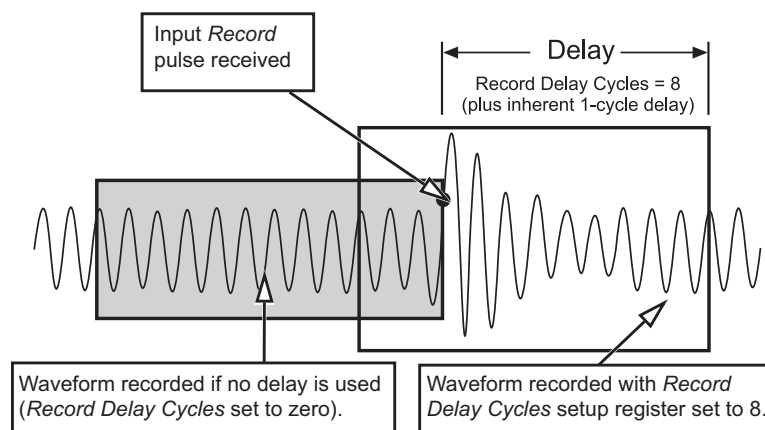 Input Record
pulse received
Delay
Record Delay Cycles = 8
(plus inherent 1-cycle delay)
Waveform recorded if no delay is used
(Record Delay Cycles set to zero).
Waveform recorded with Record
Delay Cycles setup register set to 8.